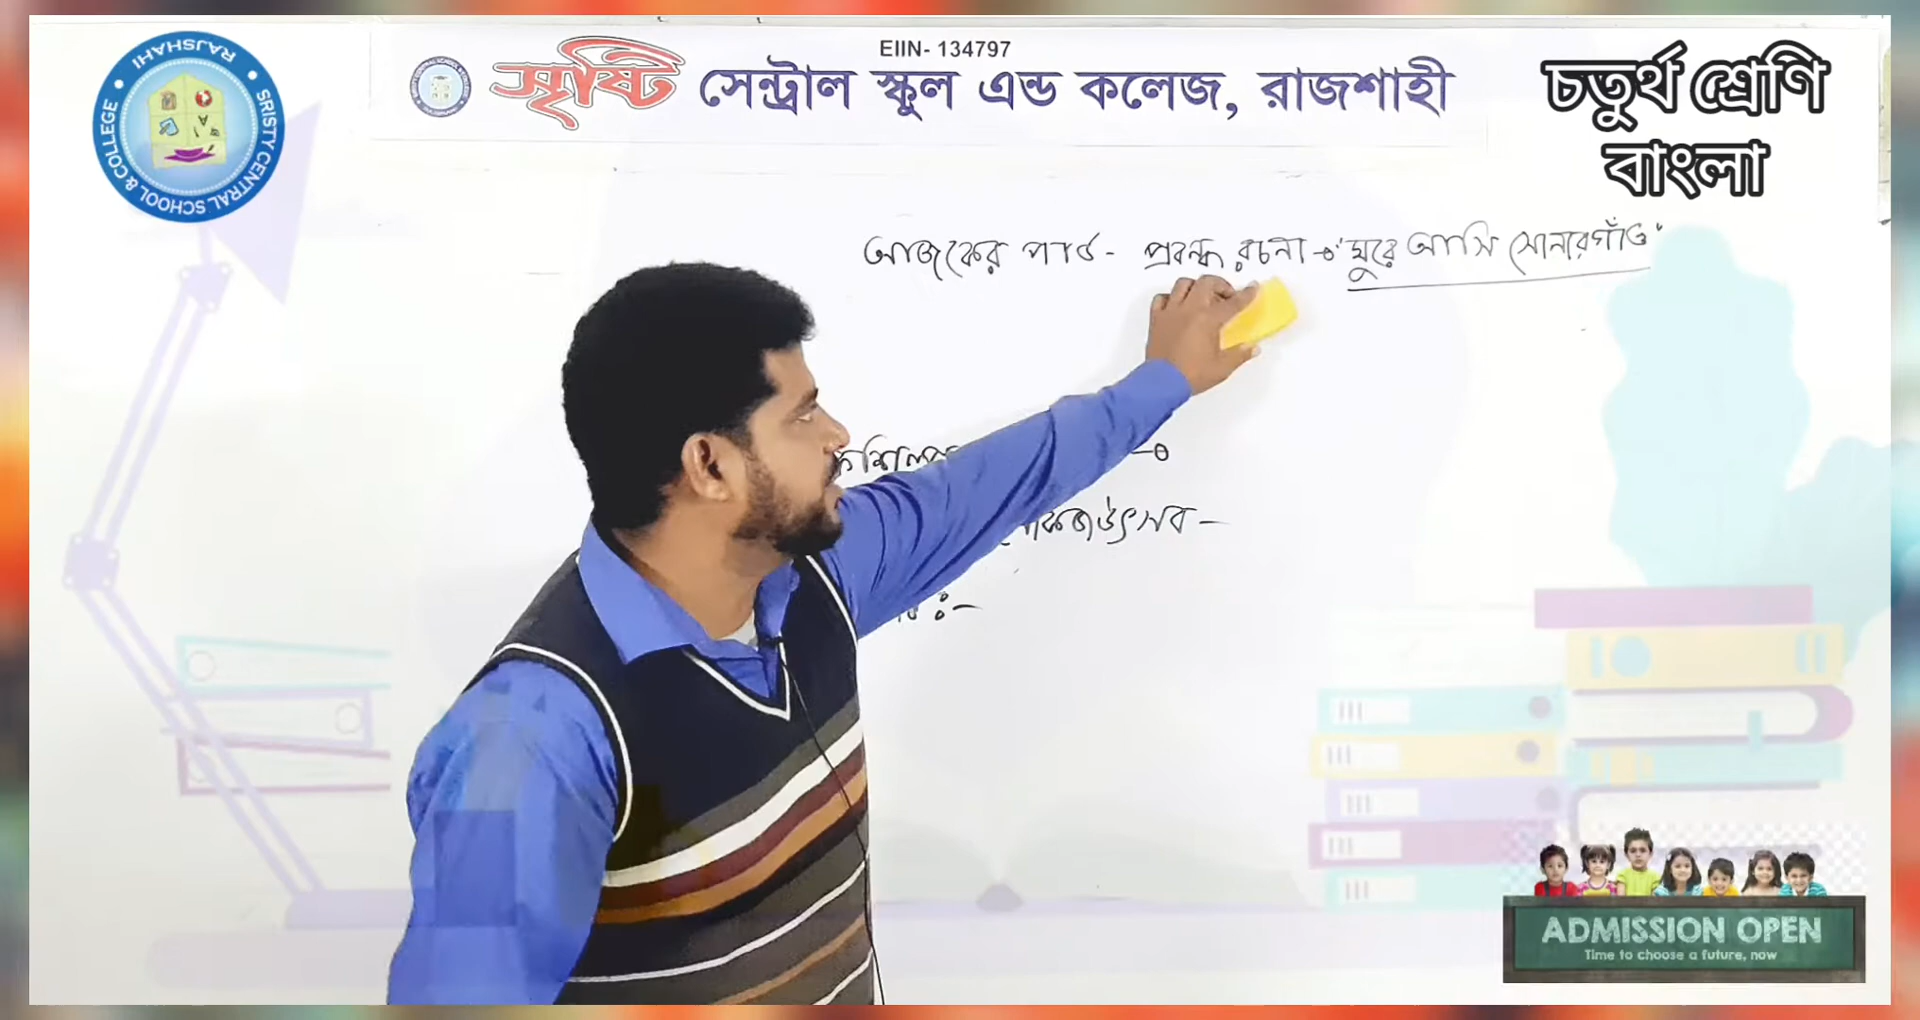 RAJSHAHI
SRISTY CENTRAL SCHOOL & COLLEGE
EIIN- 134797
সৃষ্টি সেন্ট্রাল স্কুল এন্ড কলেজ, রাজশাহী
চতুর্থ শ্রেণি
বাংলা
আজকের পাঠ - প্রবন্ধ রচনা → 'ঘুরে আসি সোনারগাঁও'
উৎসব —
ADMISSION OPEN
Time to choose a future, now